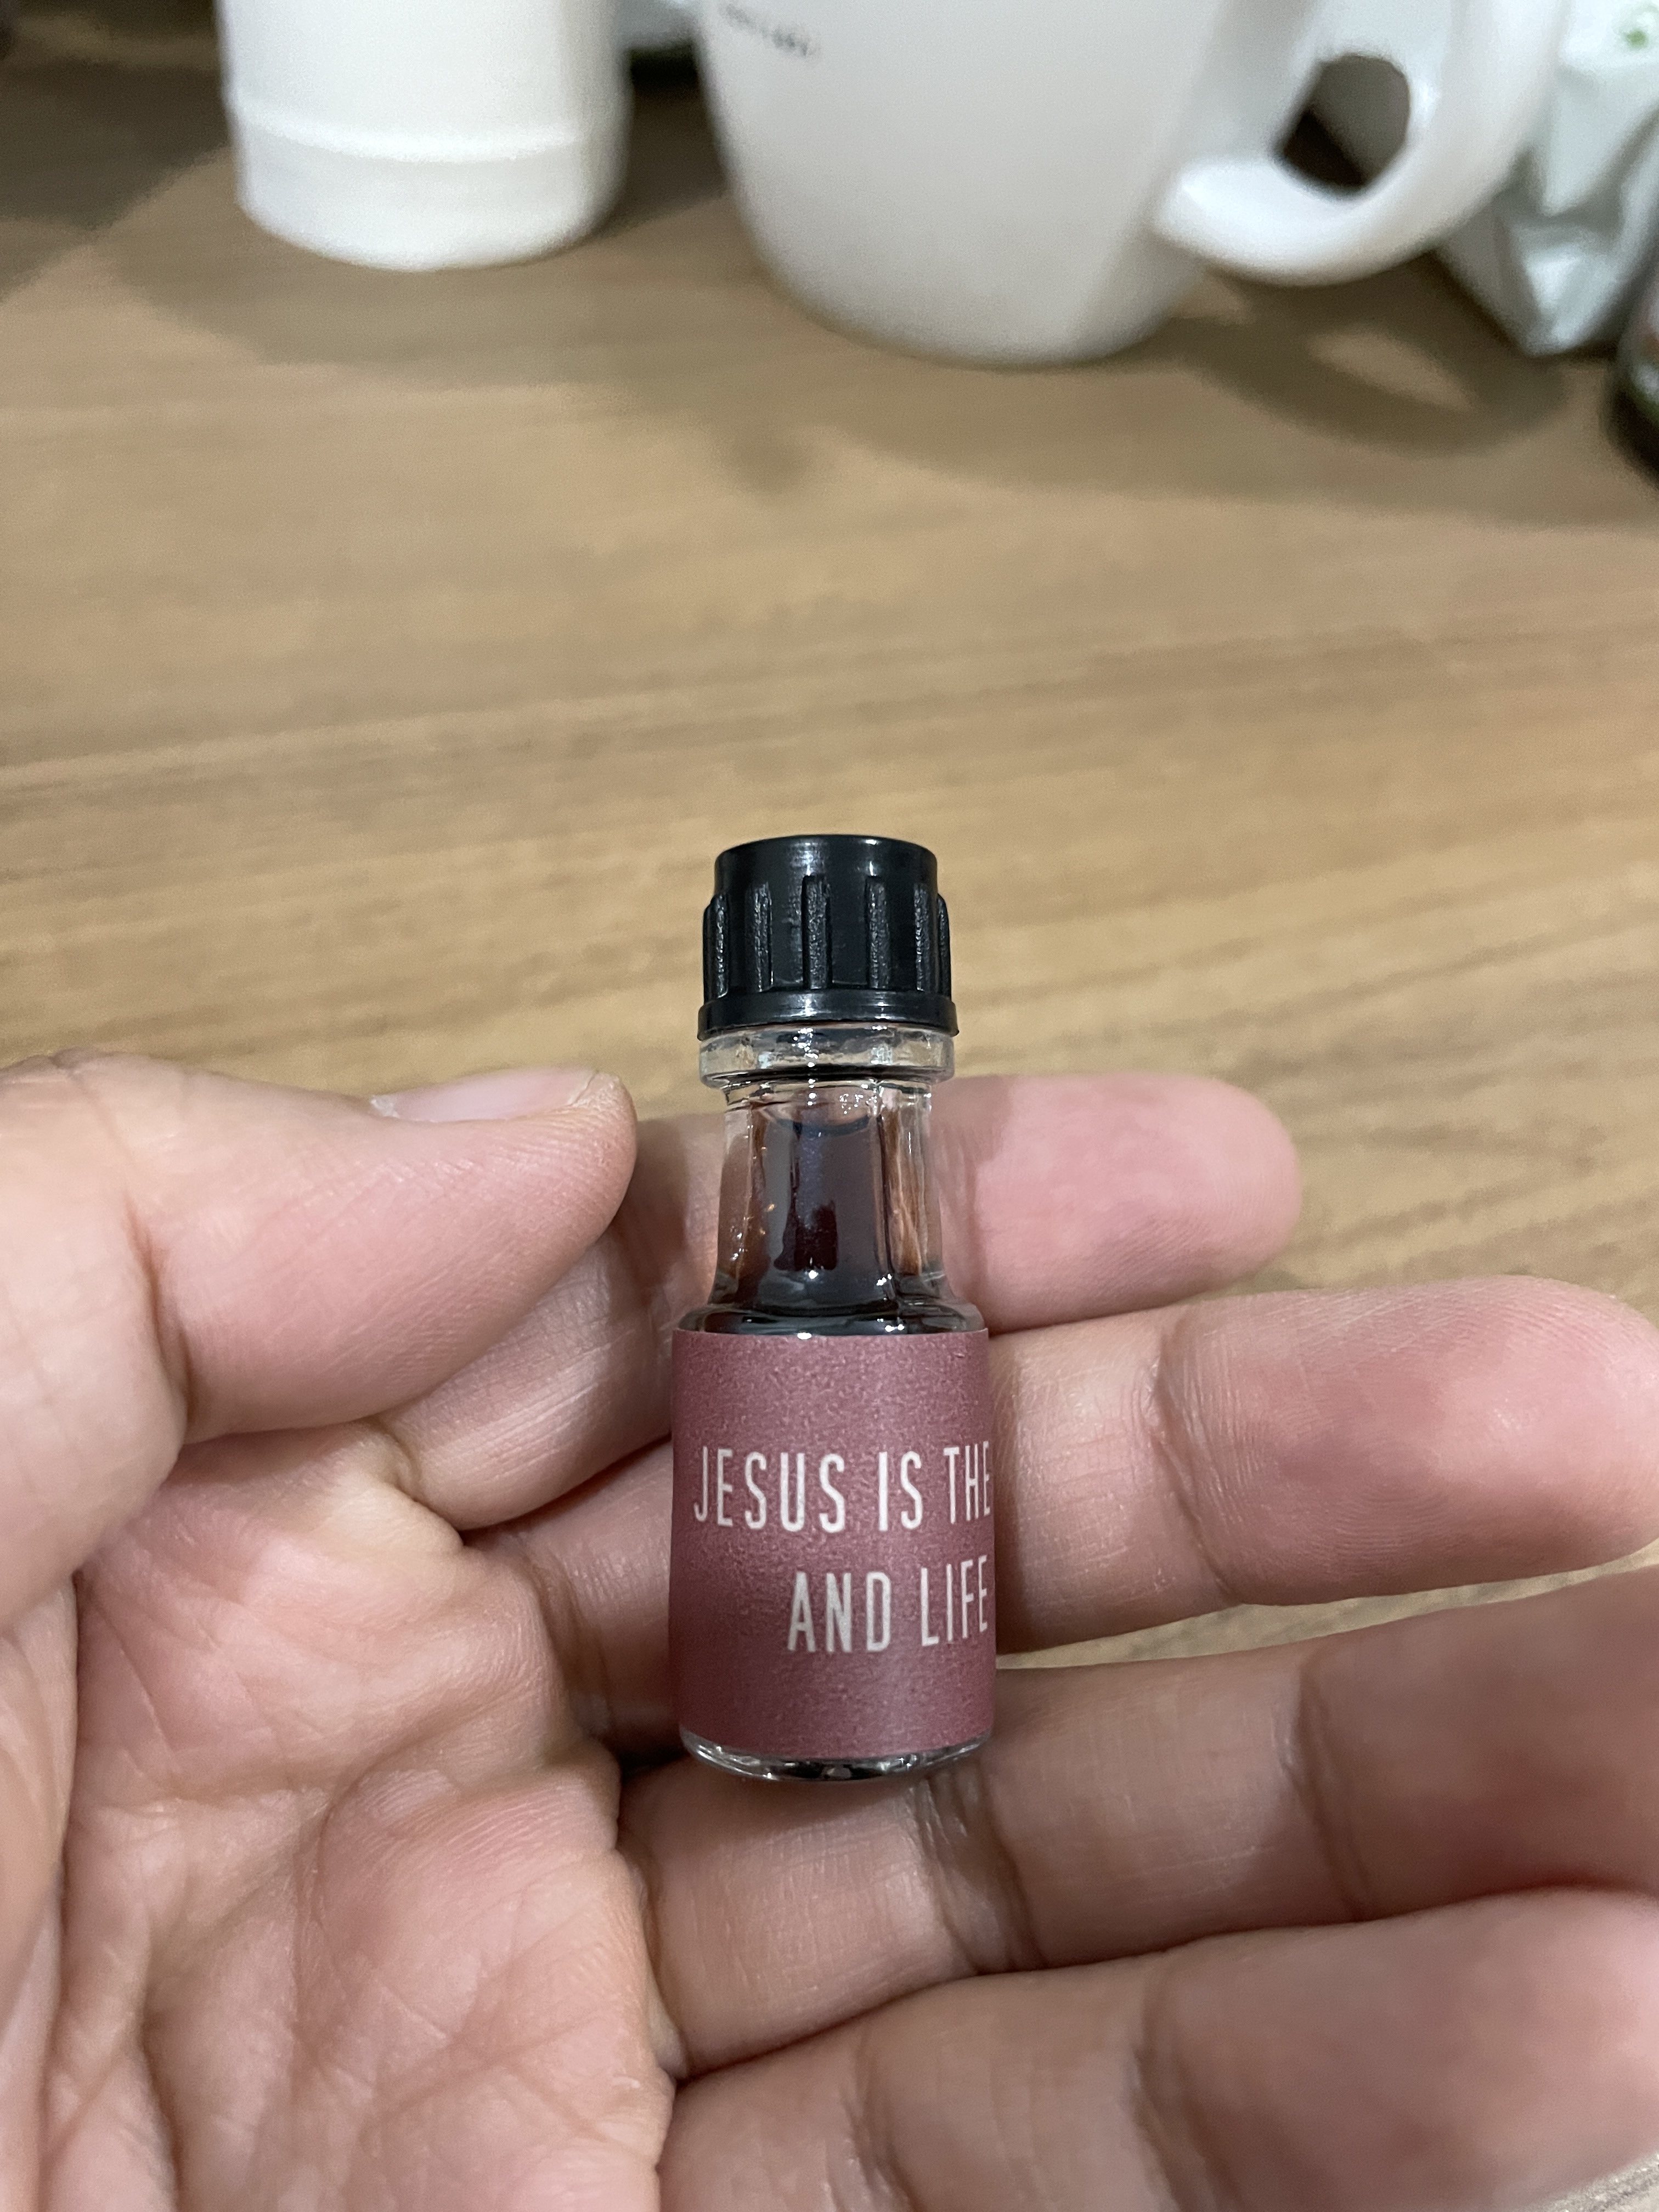 JESUS IS THE
AND LIFE